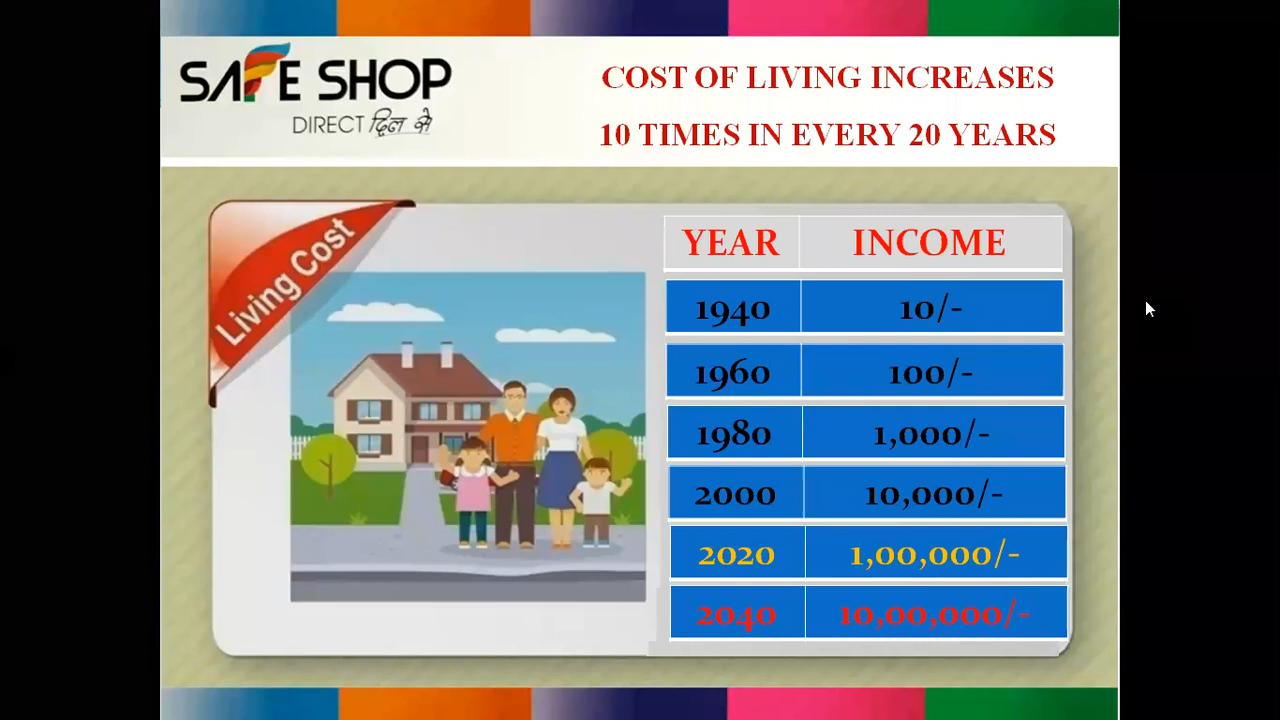 SAFE SHOP
DIRECT दिल से
COST OF LIVING INCREASES
10 TIMES IN EVERY 20 YEARS
Living Cost
YEAR INCOME
1940 10/-
1960 100/-
1980 1,000/-
2000 10,000/-
2020 1,00,000/-
2040 10,00,000/-